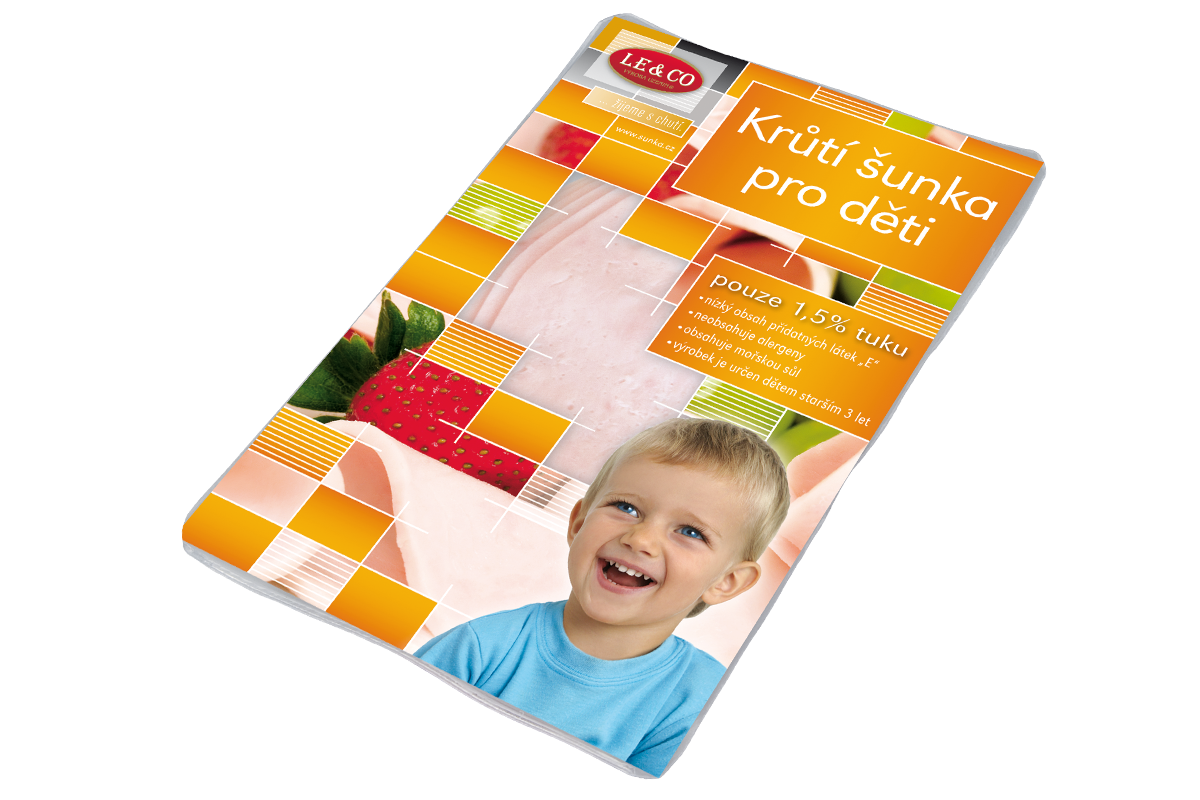 LE & CO
... žijeme s chutí.
www.sunka.cz
Krůtí šunka
pro děti
pouze 1,5% tuku
• nízký obsah přídatných látek „E“
• neobsahuje alergeny
• obsahuje mořskou sůl
• výrobek je určen dětem starším 3 let